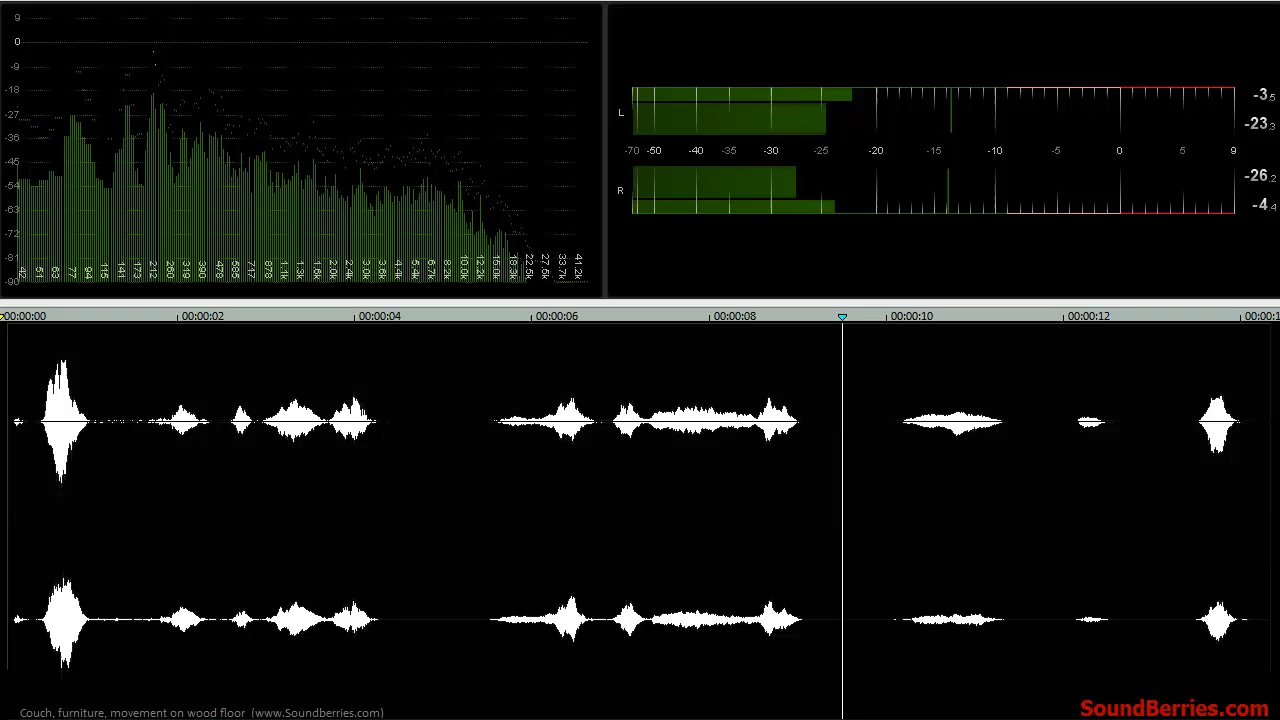 9
0
-9
-18
-27
-36
-45
-54
-63
-72
-81
-90
42 51 63 77 94 115 141 173 212 260 319 390 478 585 717 879 1.1k 1.3k 1.6k 2.0k 2.4k 3.0k 3.6k 4.4k 5.4k 6.7k 8.2k 10.0k 12.2k 15.0k 18.3k 22.5k 27.5k 33.7k 41.2k
L
-3.5
-23.3
-70 -50 -40 -35 -30 -25 -20 -15 -10 -5 0 5 9
R
-26.2
-4.4
00:00:00 00:00:02 00:00:04 00:00:06 00:00:08 00:00:10 00:00:12 00:00:1
Couch, furniture, movement on wood floor (www.Soundberries.com)
SoundBerries.com